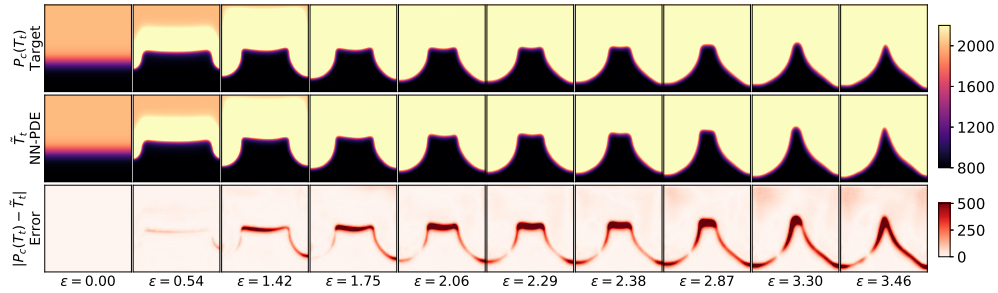 P_c(T_t)
Target
2000
1600
1200
800
T̃_t
NN-PDE
|P_c(T_t) − T̃_t|
Error
500
250
0
ε = 0.00 ε = 0.54 ε = 1.42 ε = 1.75 ε = 2.06 ε = 2.29 ε = 2.38 ε = 2.87 ε = 3.30 ε = 3.46